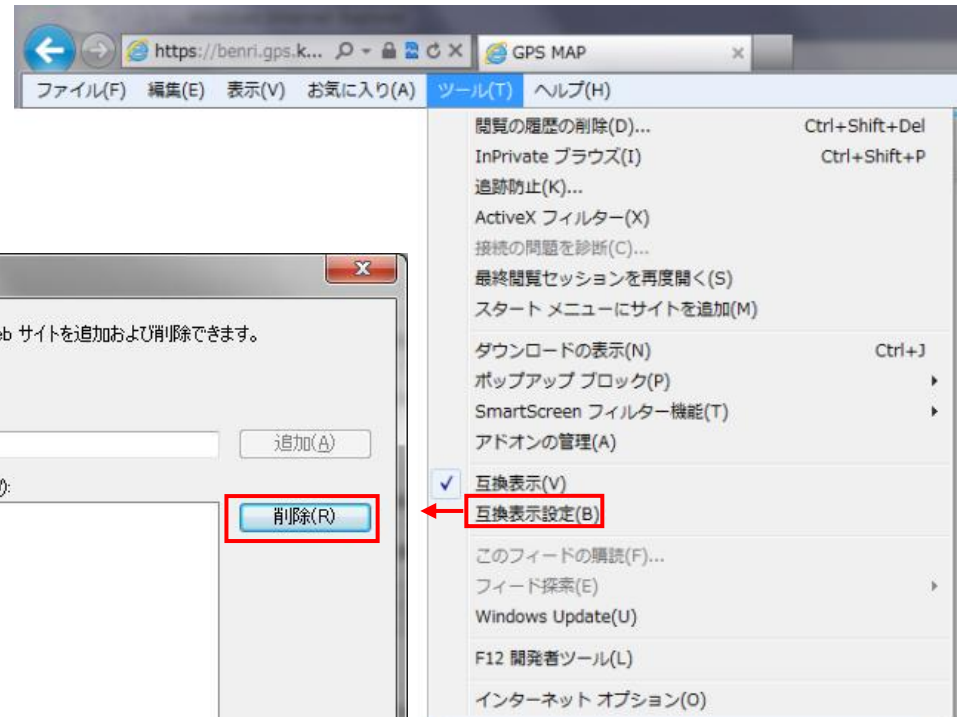 https://benri.gps.k...
GPS MAP
ファイル(F) 編集(E) 表示(V) お気に入り(A) ツール(T) ヘルプ(H)
閲覧の履歴の削除(D)... Ctrl+Shift+Del
InPrivate ブラウズ(I) Ctrl+Shift+P
追跡防止(K)...
ActiveX フィルター(X)
接続の問題を診断(C)...
最終閲覧セッションを再度開く(S)
スタート メニューにサイトを追加(M)
ダウンロードの表示(N) Ctrl+J
ポップアップ ブロック(P)
SmartScreen フィルター機能(T)
アドオンの管理(A)
互換表示(V)
互換表示設定(B)
このフィードの購読(F)...
フィード探索(E)
Windows Update(U)
F12 開発者ツール(L)
インターネット オプション(O)
eb サイトを追加および削除できます。
追加(A)
削除(R)